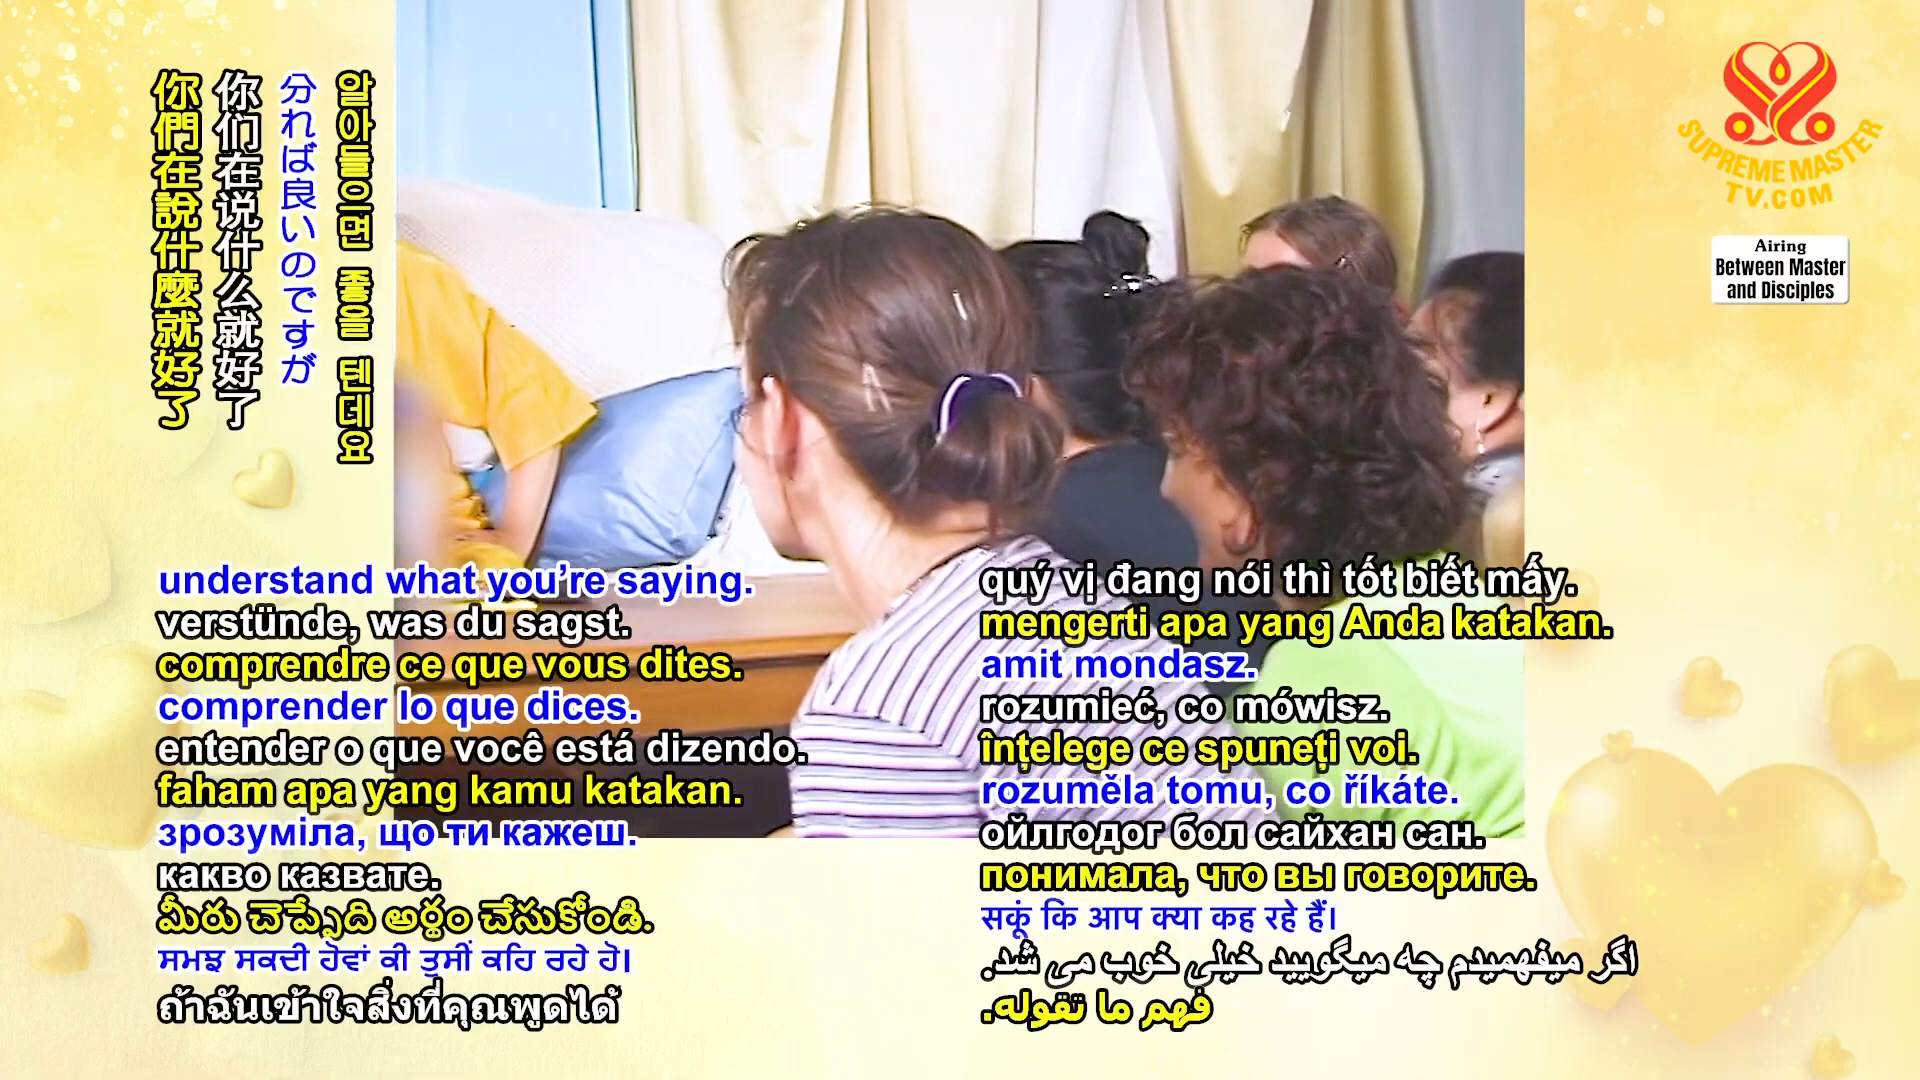 你們在說什麼就好了
你们在说什么就好了
分れば良いのですが
알아들으면 좋을 텐데요
SUPREME MASTER
TV.COM
Airing
Between Master
and Disciples
understand what you’re saying.
verstünde, was du sagst.
comprendre ce que vous dites.
comprender lo que dices.
entender o que você está dizendo.
faham apa yang kamu katakan.
зрозуміла, що ти кажеш.
какво казвате.
మీరు చెప్పేది అర్థం చేసుకోండి.
ਸਮਝ ਸਕਦੀ ਹੋਵਾਂ ਕੀ ਤੁਸੀਂ ਕਹਿ ਰਹੇ ਹੋ।
ถ้าฉันเข้าใจสิ่งที่คุณพูดได้
quý vị đang nói thì tốt biết mấy.
mengerti apa yang Anda katakan.
amit mondasz.
rozumieć, co mówisz.
înțelege ce spuneți voi.
rozuměla tomu, co říkáte.
ойлгодог бол сайхан сан.
понимала, что вы говорите.
सकूं कि आप क्या कह रहे हैं।
اگر میفهمیدم چه میگویید خیلی خوب می شد.
فهم ما تقوله.